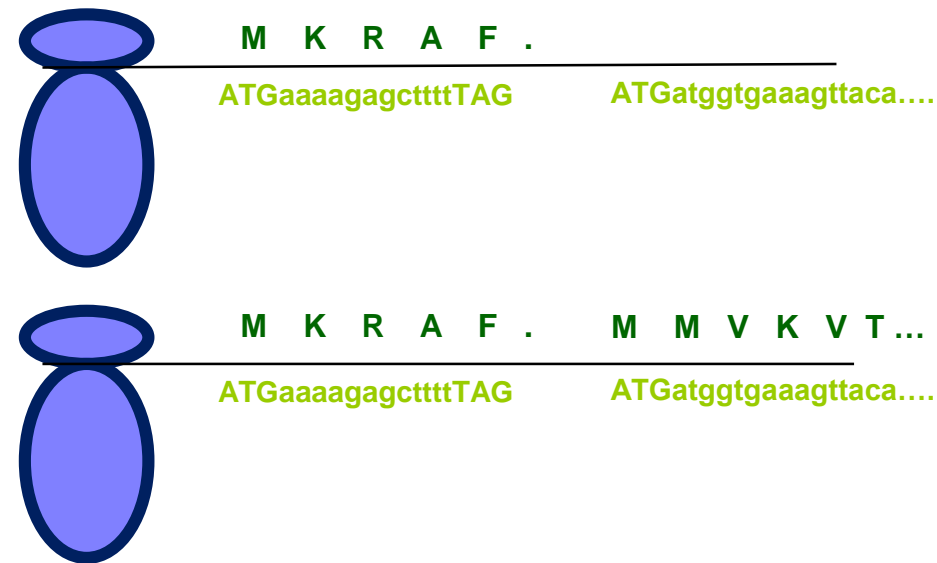 M K R A F .
ATGaaaagagcttttTAG ATGatggtgaaagttaca....
M K R A F . M M V K V T ...
ATGaaaagagcttttTAG ATGatggtgaaagttaca....